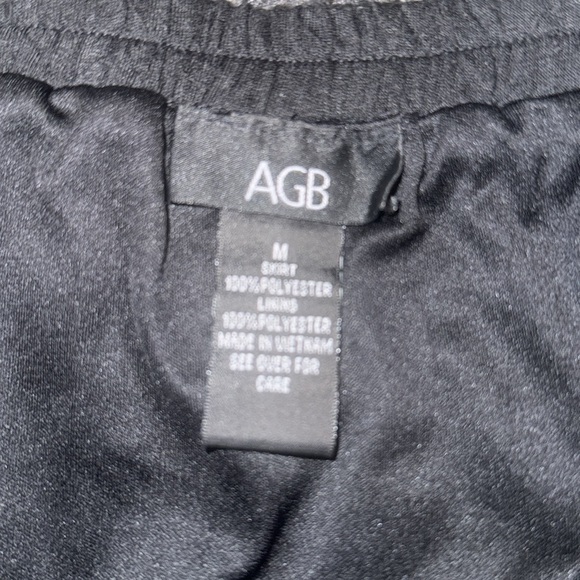 AGB
M
SKIRT
100% POLYESTER
LINING
100% POLYESTER
MADE IN VIETNAM
SEE OVER FOR
CARE